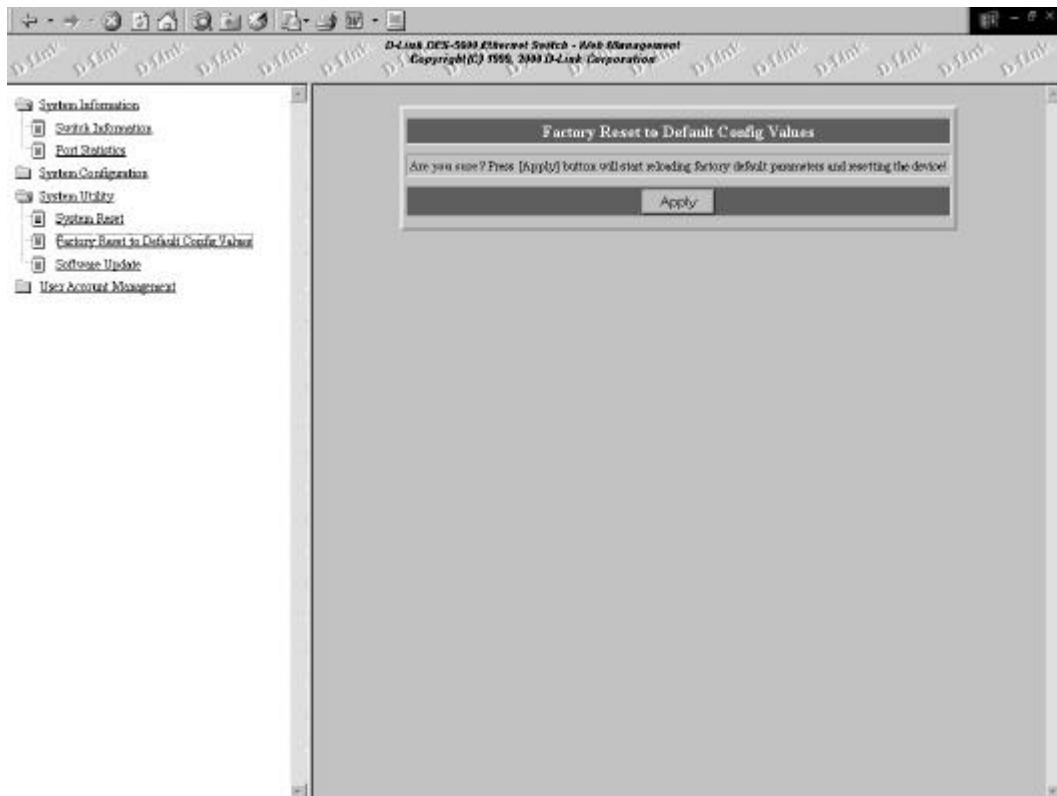 D-Link DES-5600 Ethernet Switch - Web Management
Copyright(C) 1999, 2000 D-Link Corporation
System Information
Switch Information
Port Statistics
System Configuration
System Utility
System Reset
Factory Reset to Default Config Values
Software Update
User Account Management
Factory Reset to Default Config Values
Are you sure? Press [Apply] button will start reloading factory default parameters and resetting the device!
Apply